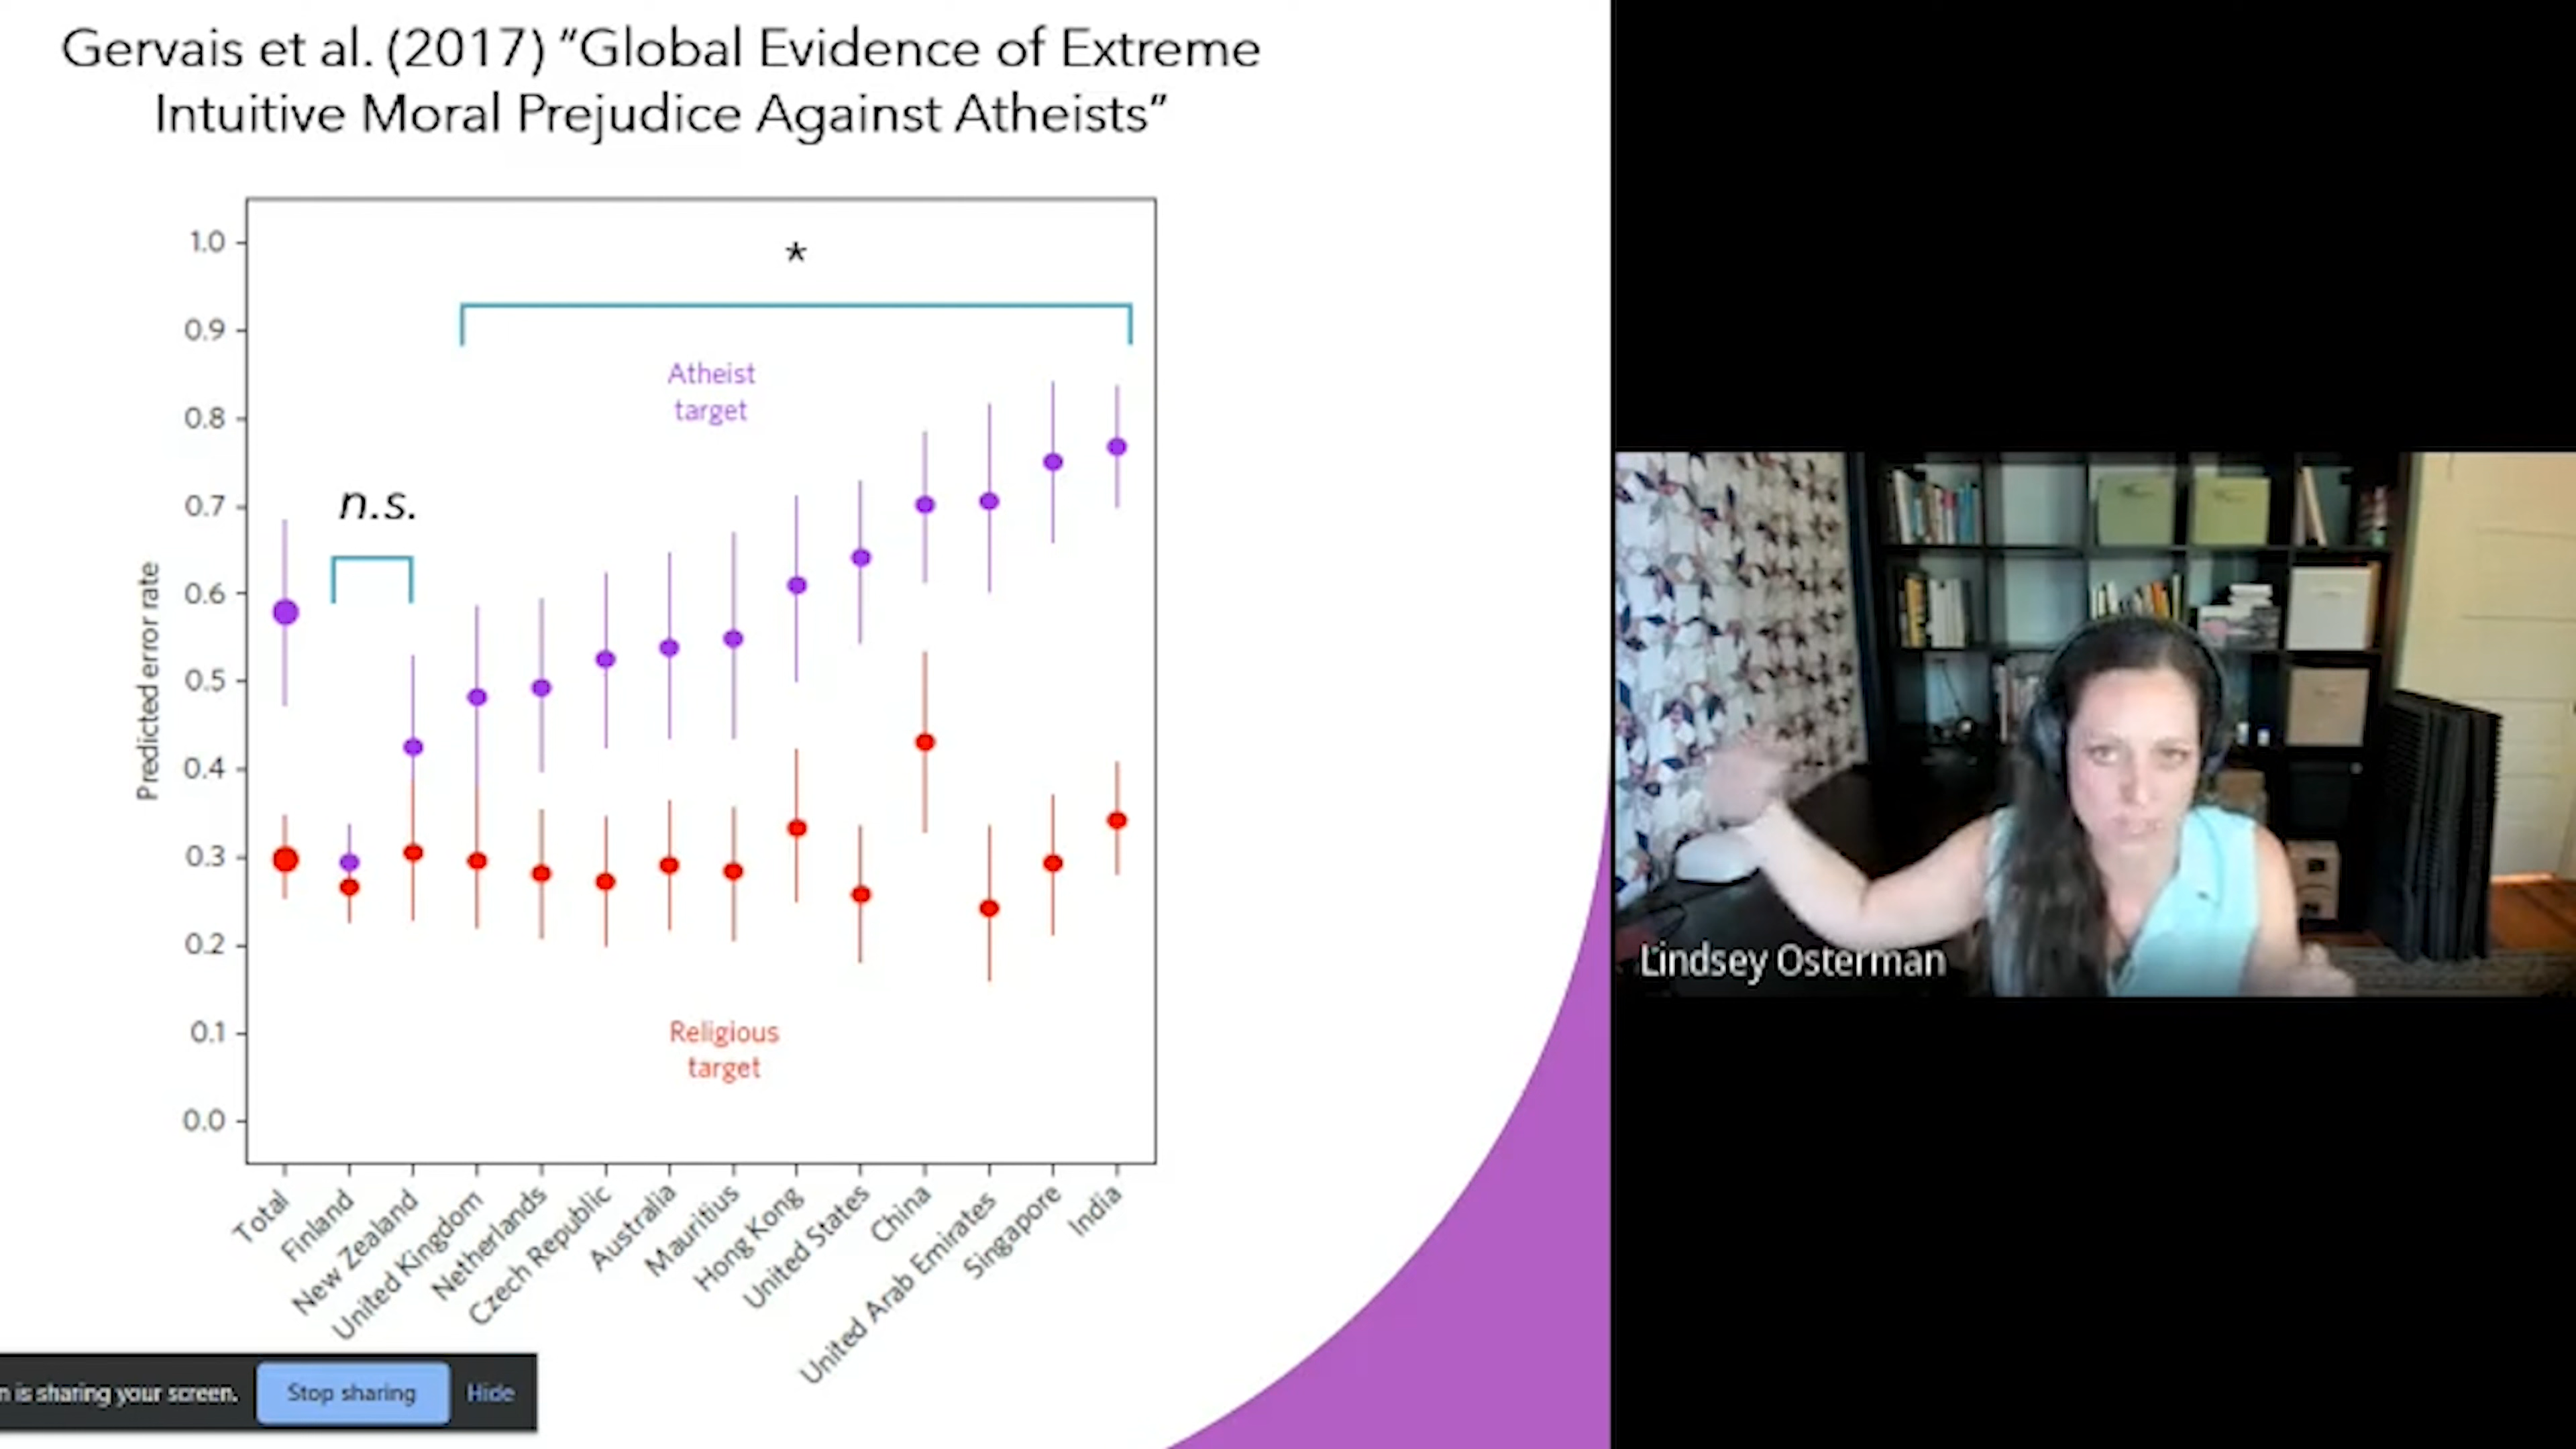 Gervais et al. (2017) “Global Evidence of Extreme
Intuitive Moral Prejudice Against Atheists”
*
Atheist
target
n.s.
Religious
target
Predicted error rate
1.0
0.9
0.8
0.7
0.6
0.5
0.4
0.3
0.2
0.1
0.0
Total
Finland
New Zealand
United Kingdom
Netherlands
Czech Republic
Australia
Mauritius
Hong Kong
United States
China
United Arab Emirates
Singapore
India
n is sharing your screen.
Stop sharing
Hide
Lindsey Osterman